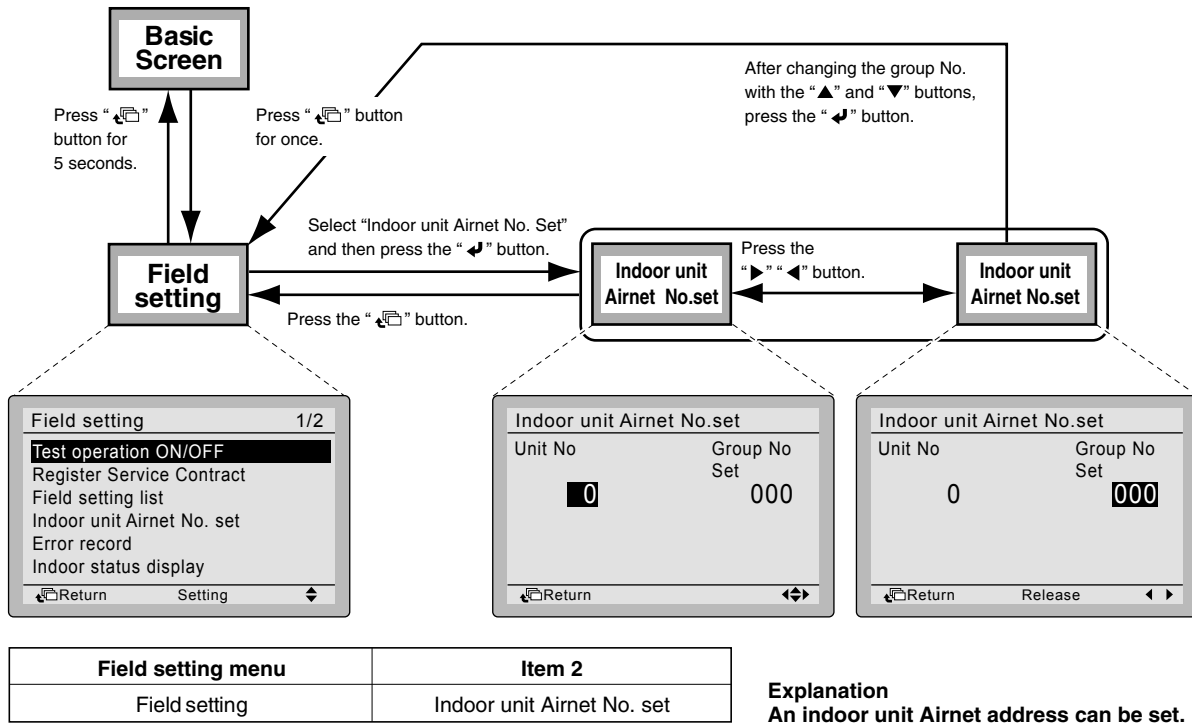 Basic
Screen
Press “ ”
button for
5 seconds.
Press “ ” button
for once.
After changing the group No.
with the “▲” and “▼” buttons,
press the “ ↵ ” button.
Select “Indoor unit Airnet No. Set”
and then press the “ ↵ ” button.
Field
setting
Press the “ ” button.
Indoor unit
Airnet No.set
Press the
“▶” “◀” button.
Indoor unit
Airnet No.set
Field setting 1/2
Test operation ON/OFF
Register Service Contract
Field setting list
Indoor unit Airnet No. set
Error record
Indoor status display
Return Setting
Indoor unit Airnet No.set
Unit No Group No
Set
0 000
Return
Indoor unit Airnet No.set
Unit No Group No
Set
0 000
Return Release
Field setting menu Item 2
Field setting Indoor unit Airnet No. set
Explanation
An indoor unit Airnet address can be set.